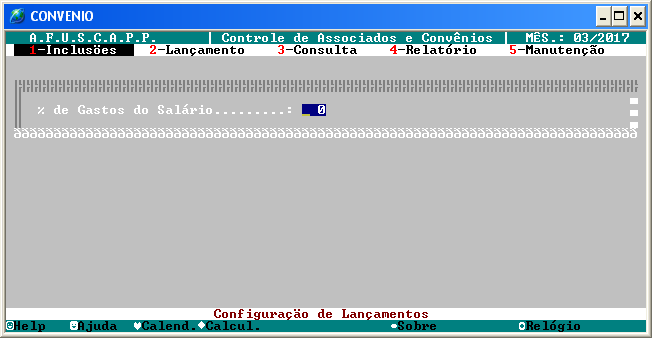 CONVENIO
A.F.U.S.C.A.P.P. | Controle de Associados e Convênios | MÊS.: 03/2017
1-Inclusões 2-Lançamento 3-Consulta 4-Relatório 5-Manutenção
% de Gastos do Salário.........: 0
Configuração de Lançamentos
Help Ajuda Calend. Calcul. Sobre Relógio